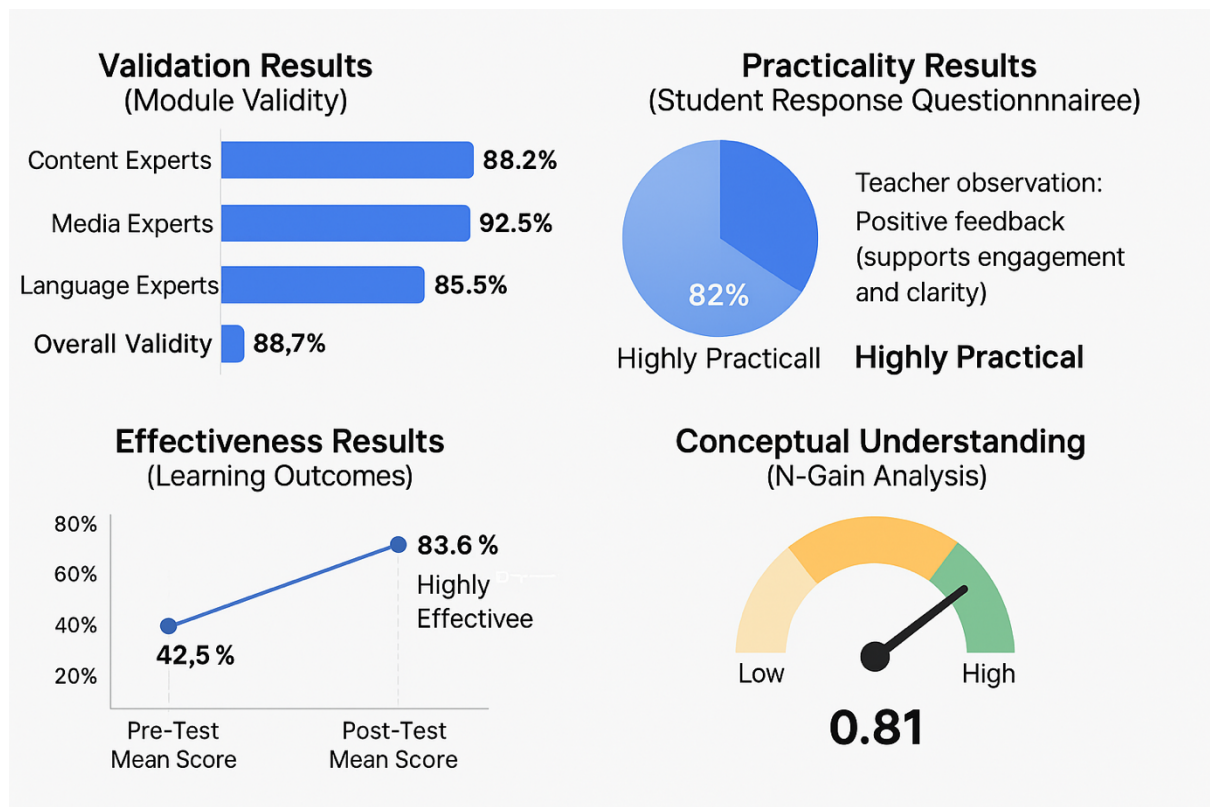 Validation Results
(Module Validity)
Content Experts 88.2%
Media Experts 92.5%
Language Experts 85.5%
Overall Validity 88,7%
Practicality Results
(Student Response Questionnnairee)
82%
Highly Practicall
Teacher observation:
Positive feedback
(supports engagement
and clarity)
Highly Practical
Effectiveness Results
(Learning Outcomes)
80%
60%
40%
20%
42,5 %
83.6 %
Highly
Effectivee
Pre-Test
Mean Score
Post-Test
Mean Score
Conceptual Understanding
(N-Gain Analysis)
Low
High
0.81